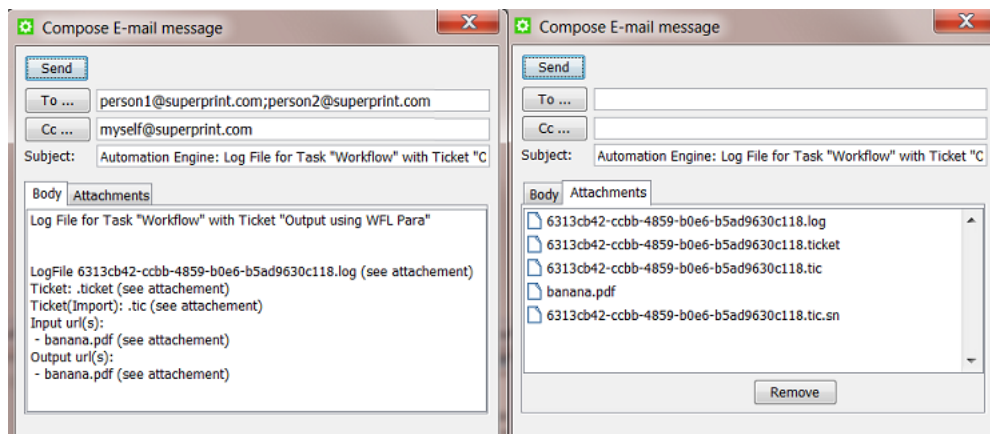 Compose E-mail message
Send
To ... person1@superprint.com;person2@superprint.com
Cc ... myself@superprint.com
Subject: Automation Engine: Log File for Task "Workflow" with Ticket "O
Body Attachments
Log File for Task "Workflow" with Ticket "Output using WFL Para"
LogFile 6313cb42-ccbb-4859-b0e6-b5ad9630c118.log (see attachement)
Ticket: .ticket (see attachement)
Ticket(Import): .tic (see attachement)
Input url(s):
- banana.pdf (see attachement)
Output url(s):
- banana.pdf (see attachement)
Compose E-mail message
Send
To ...
Cc ...
Subject: Automation Engine: Log File for Task "Workflow" with Ticket "O
Body Attachments
6313cb42-ccbb-4859-b0e6-b5ad9630c118.log
6313cb42-ccbb-4859-b0e6-b5ad9630c118.ticket
6313cb42-ccbb-4859-b0e6-b5ad9630c118.tic
banana.pdf
6313cb42-ccbb-4859-b0e6-b5ad9630c118.tic.sn
Remove